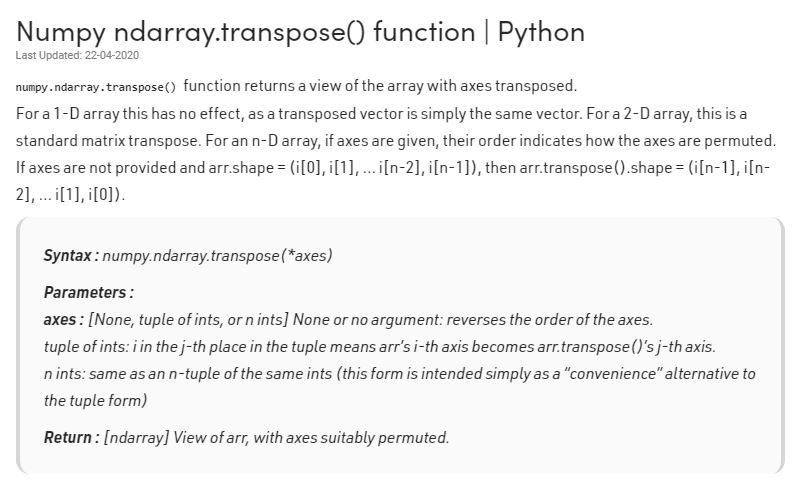 Numpy ndarray.transpose() function | Python
Last Updated: 22-04-2020
numpy.ndarray.transpose() function returns a view of the array with axes transposed.
For a 1-D array this has no effect, as a transposed vector is simply the same vector. For a 2-D array, this is a
standard matrix transpose. For an n-D array, if axes are given, their order indicates how the axes are permuted.
If axes are not provided and arr.shape = (i[0], i[1], ... i[n-2], i[n-1]), then arr.transpose().shape = (i[n-1], i[n-
2], ... i[1], i[0]).
Syntax : numpy.ndarray.transpose(*axes)
Parameters :
axes : [None, tuple of ints, or n ints] None or no argument: reverses the order of the axes.
tuple of ints: i in the j-th place in the tuple means arr’s i-th axis becomes arr.transpose()’s j-th axis.
n ints: same as an n-tuple of the same ints (this form is intended simply as a “convenience” alternative to
the tuple form)
Return : [ndarray] View of arr, with axes suitably permuted.